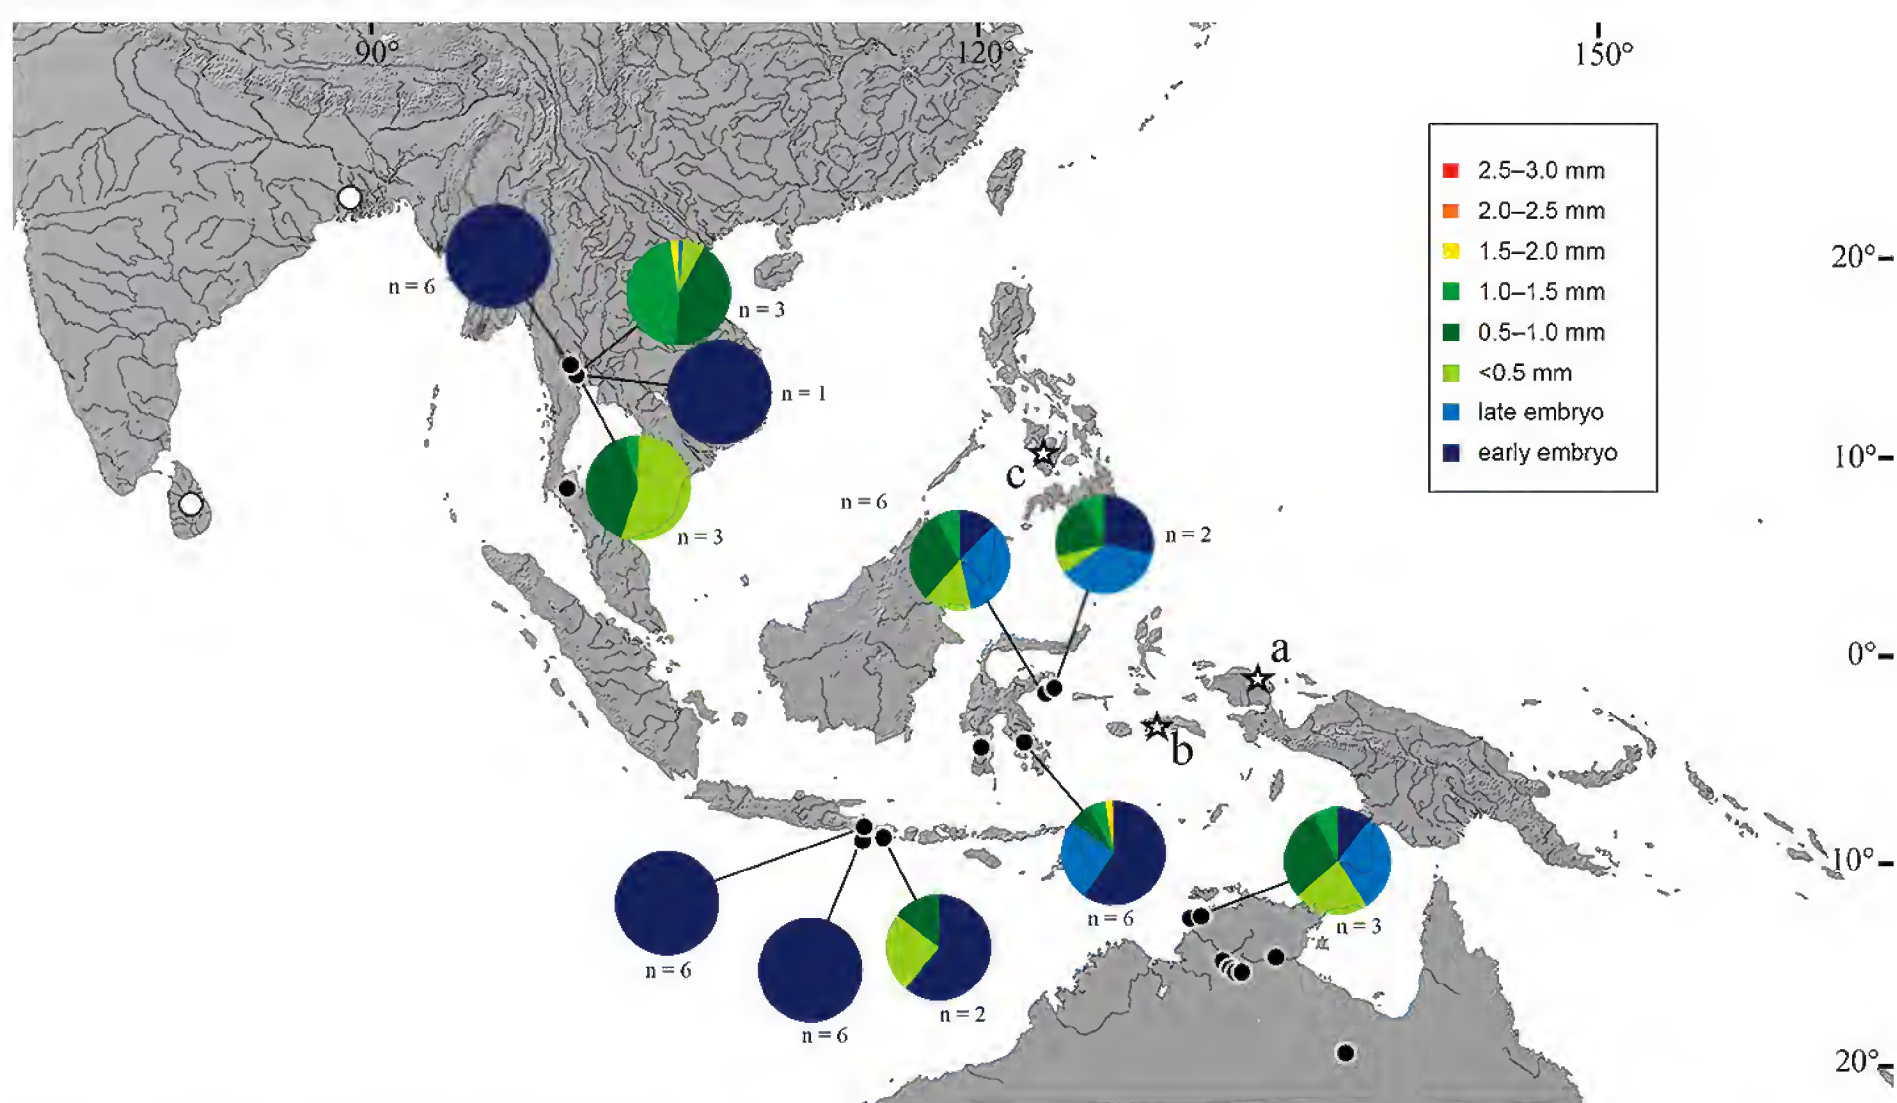 90°
120°
150°
2.5–3.0 mm
2.0–2.5 mm
1.5–2.0 mm
1.0–1.5 mm
0.5–1.0 mm
<0.5 mm
late embryo
early embryo
20°
n = 6
n = 3
n = 1
10°
c
n = 6
n = 3
n = 2
0°
a
b
10°
n = 6
n = 3
n = 6
n = 2
n = 6
20°